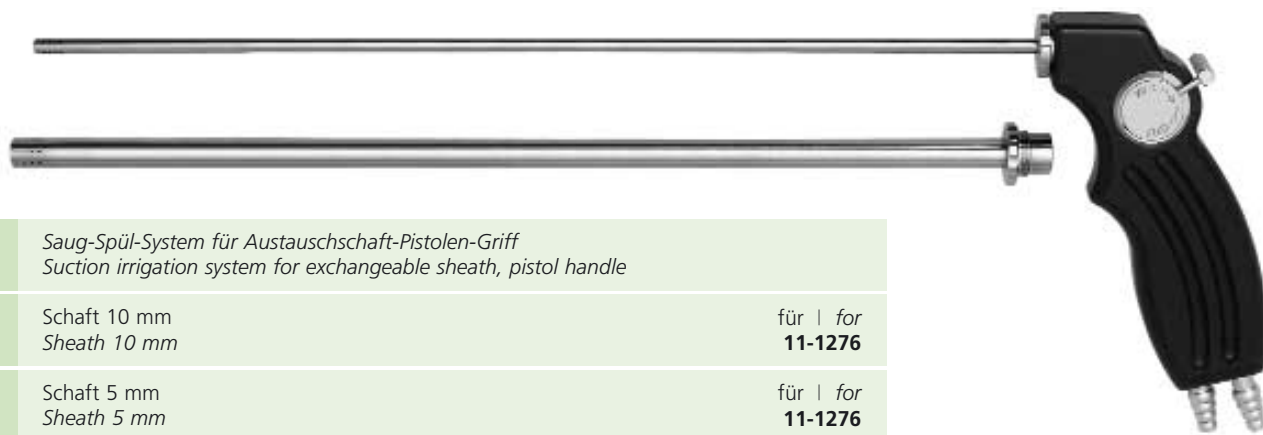 Saug-Spül-System für Austauschschaft-Pistolen-Griff
Suction irrigation system for exchangeable sheath, pistol handle
Schaft 10 mm
Sheath 10 mm
für | for
11-1276
Schaft 5 mm
Sheath 5 mm
für | for
11-1276